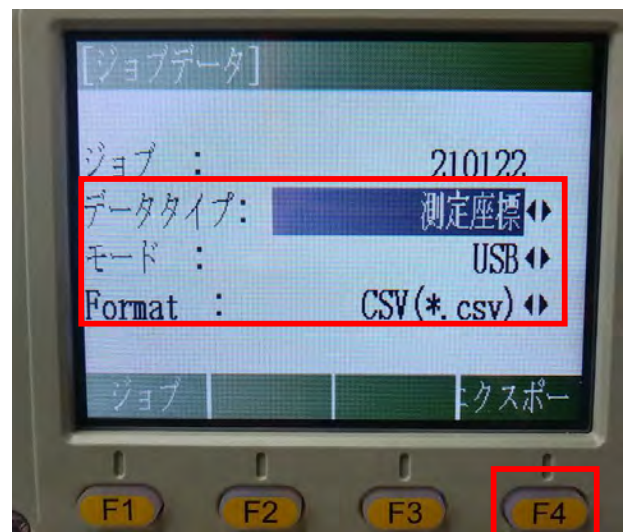 [ジョブデータ]
ジョブ : 210122
データタイプ: 測定座標
モード : USB
Format : CSV(*.csv)
ジョブ エクスポー
F1 F2 F3 F4